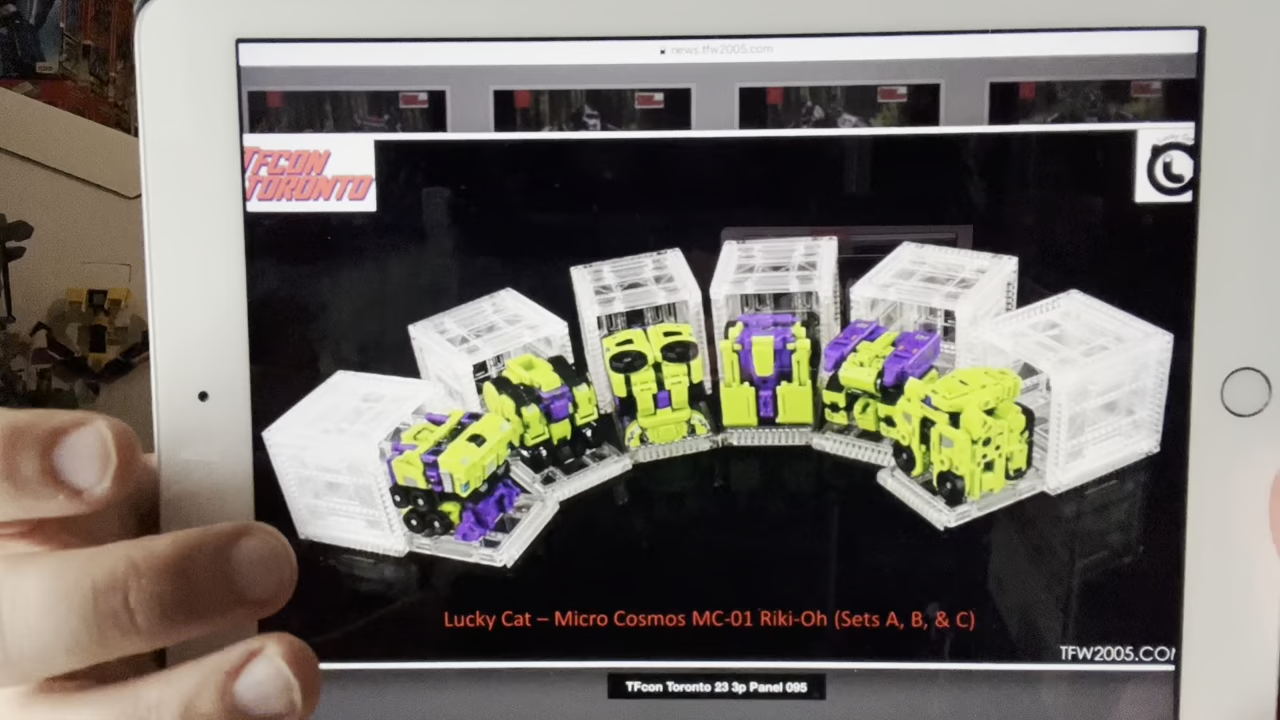 news.tfw2005.com
TFCON
TORONTO
Lucky Cat – Micro Cosmos MC-01 Riki-Oh (Sets A, B, & C)
TFW2005.CO
TFcon Toronto 23 3p Panel 095